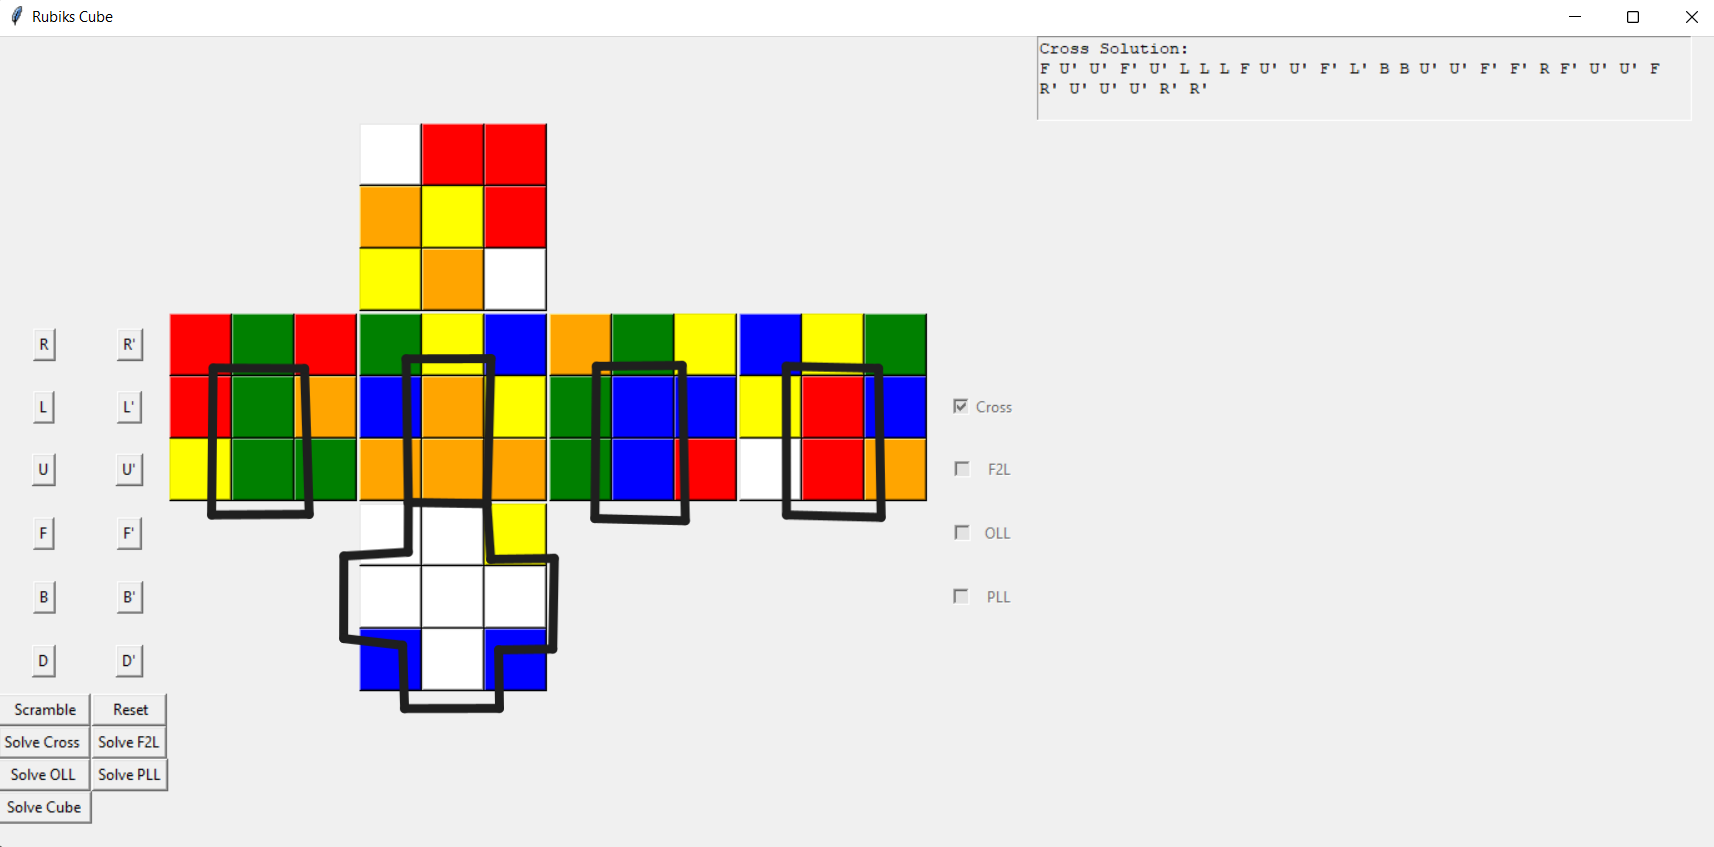 Rubiks Cube
Cross Solution:
F U' U' F' U' L L L F U' U' F' L' B B U' U' F' F' R F' U' U' F
R' U' U' U' R' R'
R R'
L L' Cross
U U' F2L
F F' OLL
B B' PLL
D D'
Scramble Reset
Solve Cross Solve F2L
Solve OLL Solve PLL
Solve Cube